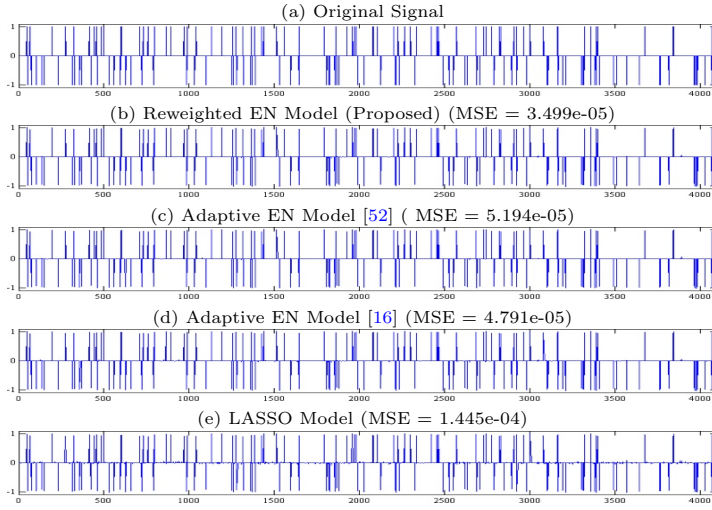 (a) Original Signal
1
0
-1
0 500 1000 1500 2000 2500 3000 3500 4000
(b) Reweighted EN Model (Proposed) (MSE = 3.499e-05)
1
0
-1
0 500 1000 1500 2000 2500 3000 3500 4000
(c) Adaptive EN Model [52] ( MSE = 5.194e-05)
1
0
-1
0 500 1000 1500 2000 2500 3000 3500 4000
(d) Adaptive EN Model [16] (MSE = 4.791e-05)
1
0
-1
0 500 1000 1500 2000 2500 3000 3500 4000
(e) LASSO Model (MSE = 1.445e-04)
1
0
-1
0 500 1000 1500 2000 2500 3000 3500 4000